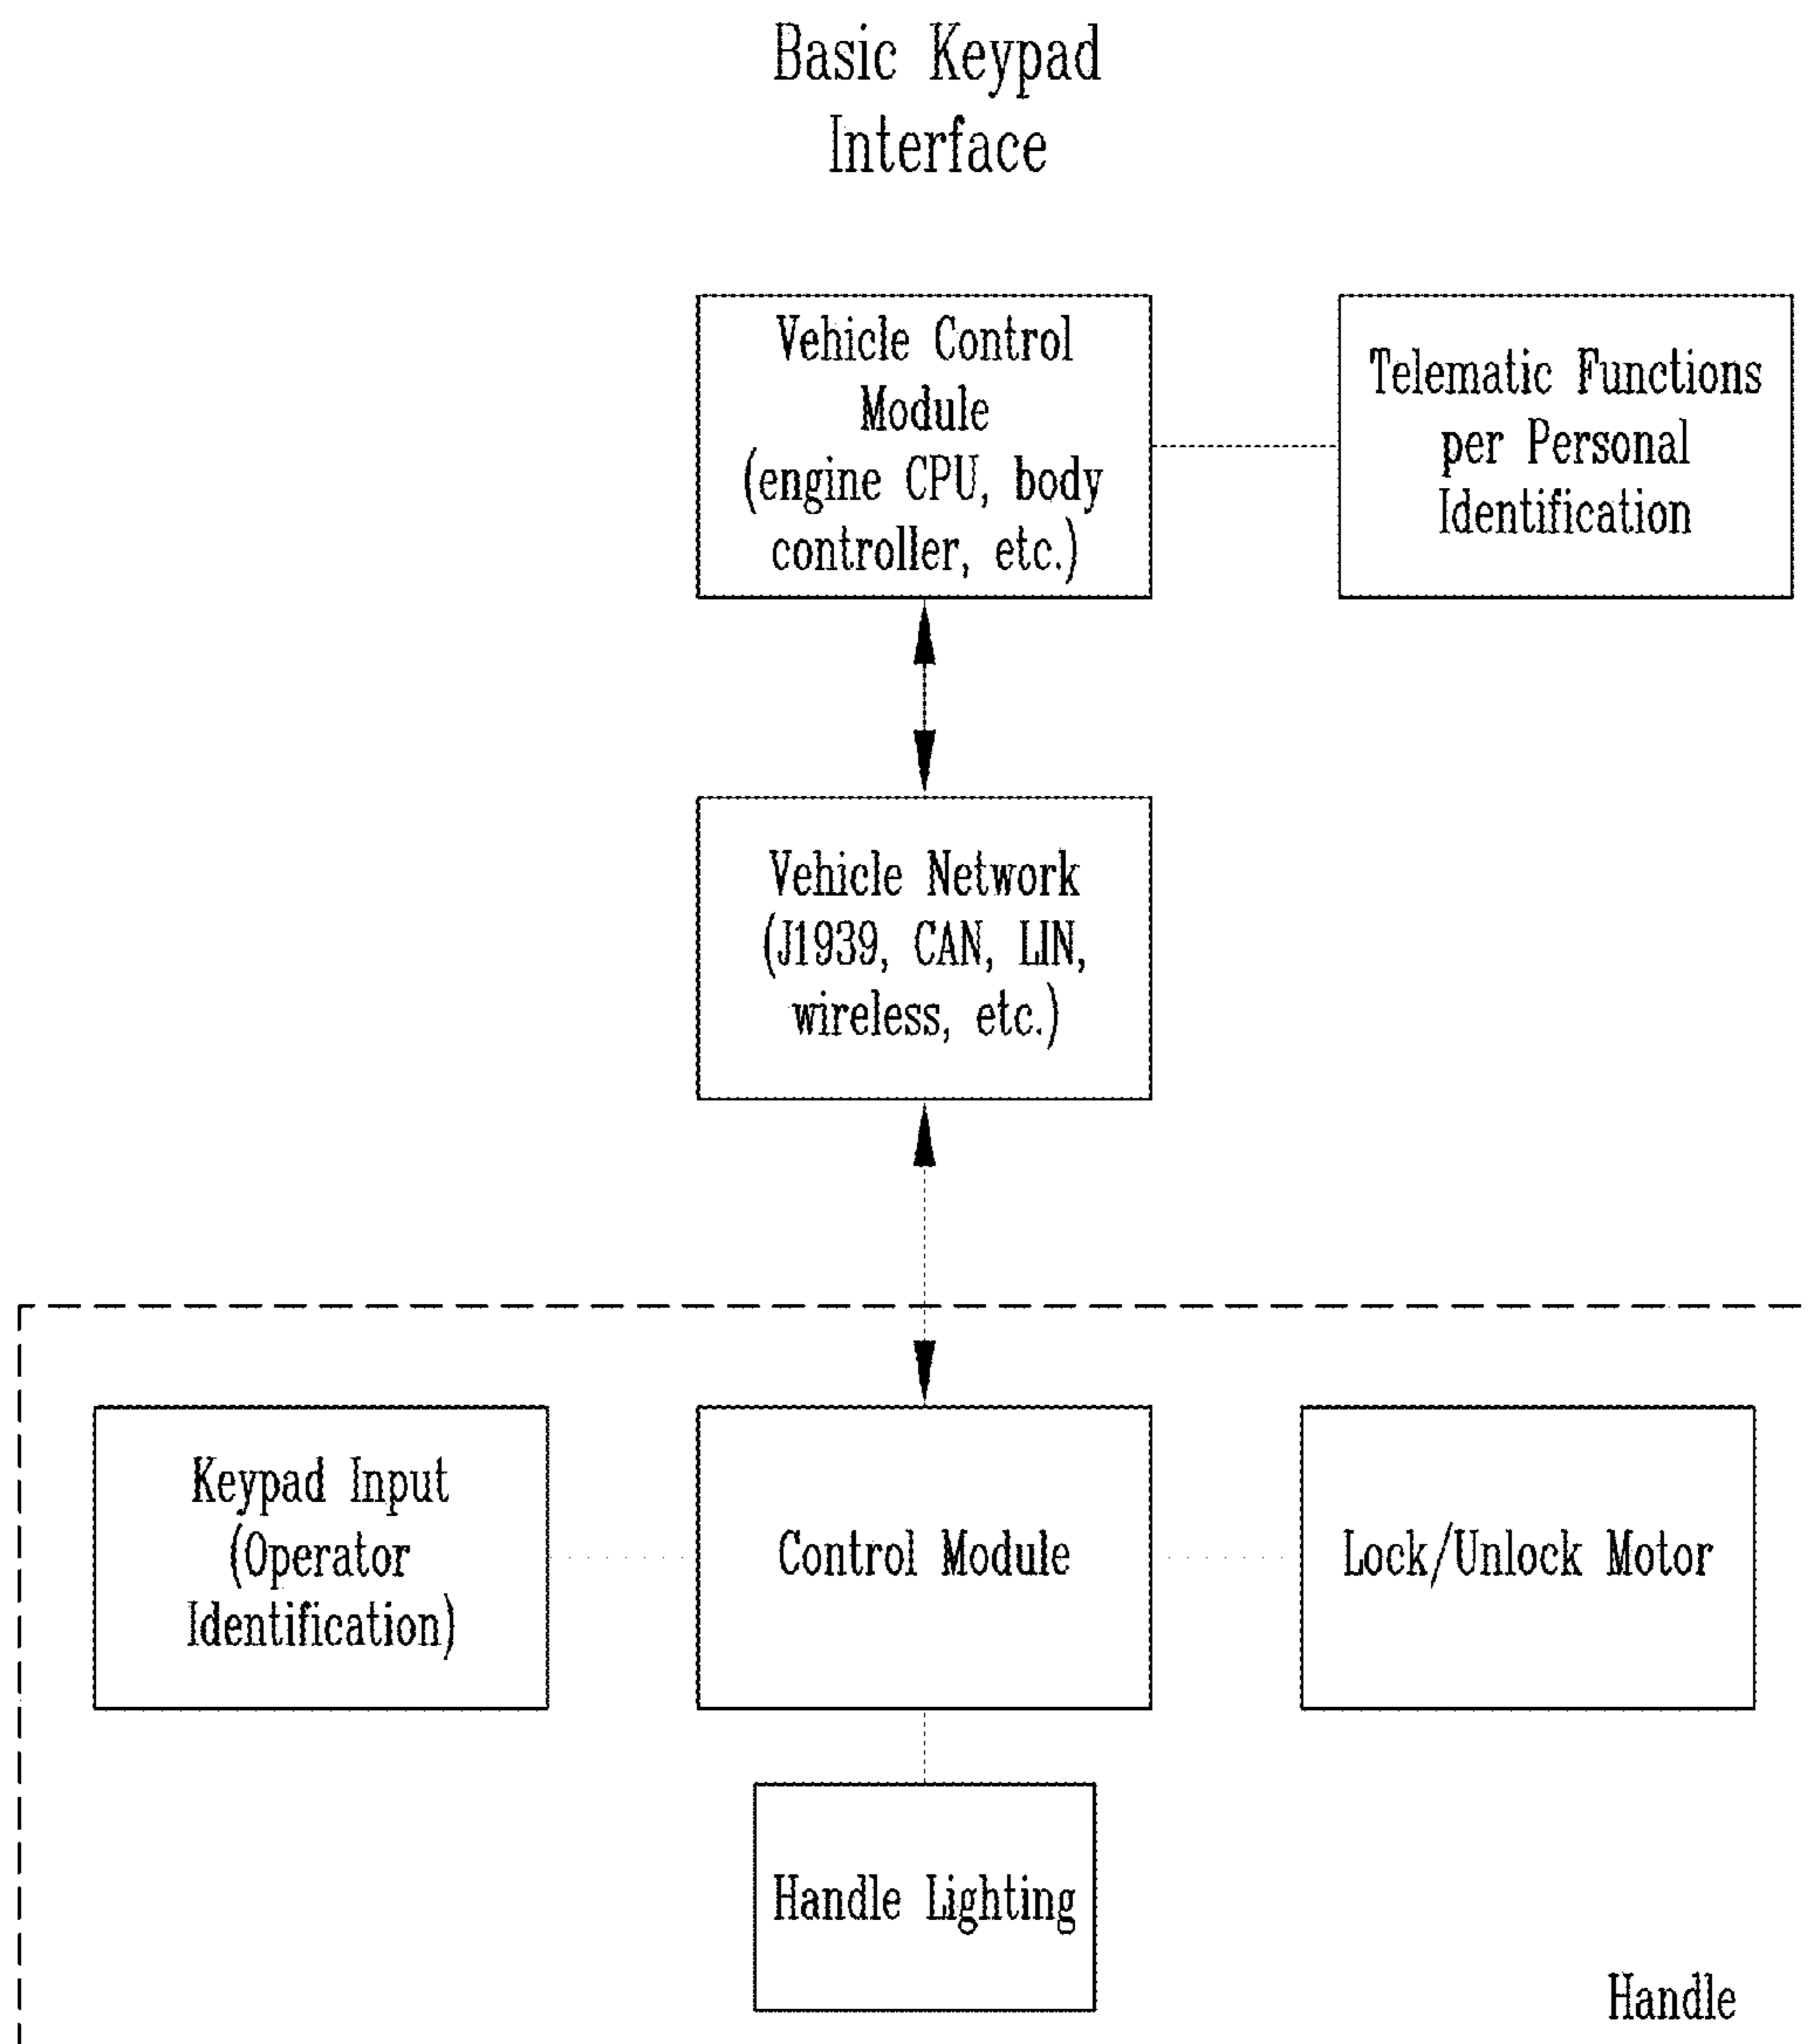 Basic Keypad
Interface
Vehicle Control
Module
(engine CPU, body
controller, etc.)
Telematic Functions
per Personal
Identification
Vehicle Network
(J1939, CAN, LIN,
wireless, etc.)
Keypad Input
(Operator
Identification)
Control Module
Lock/Unlock Motor
Handle Lighting
Handle